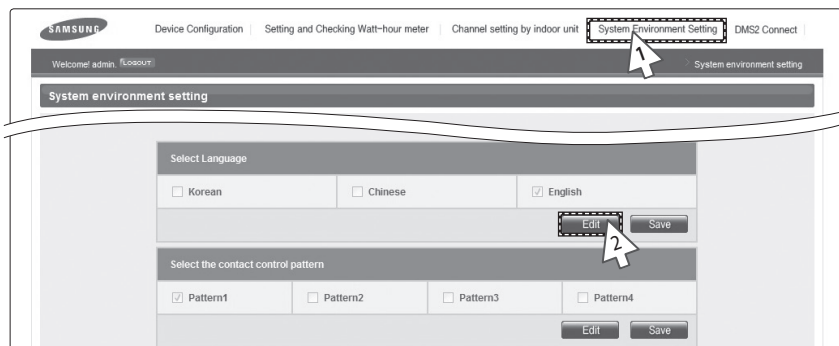 SAMSUNG Device Configuration Setting and Checking Watt-hour meter Channel setting by indoor unit System Environment Setting DMS2 Connect
1
Welcome! admin. LOGOUT System environment setting
System environment setting
Select Language
Korean Chinese English
Edit Save
2
Select the contact control pattern
Pattern1 Pattern2 Pattern3 Pattern4
Edit Save